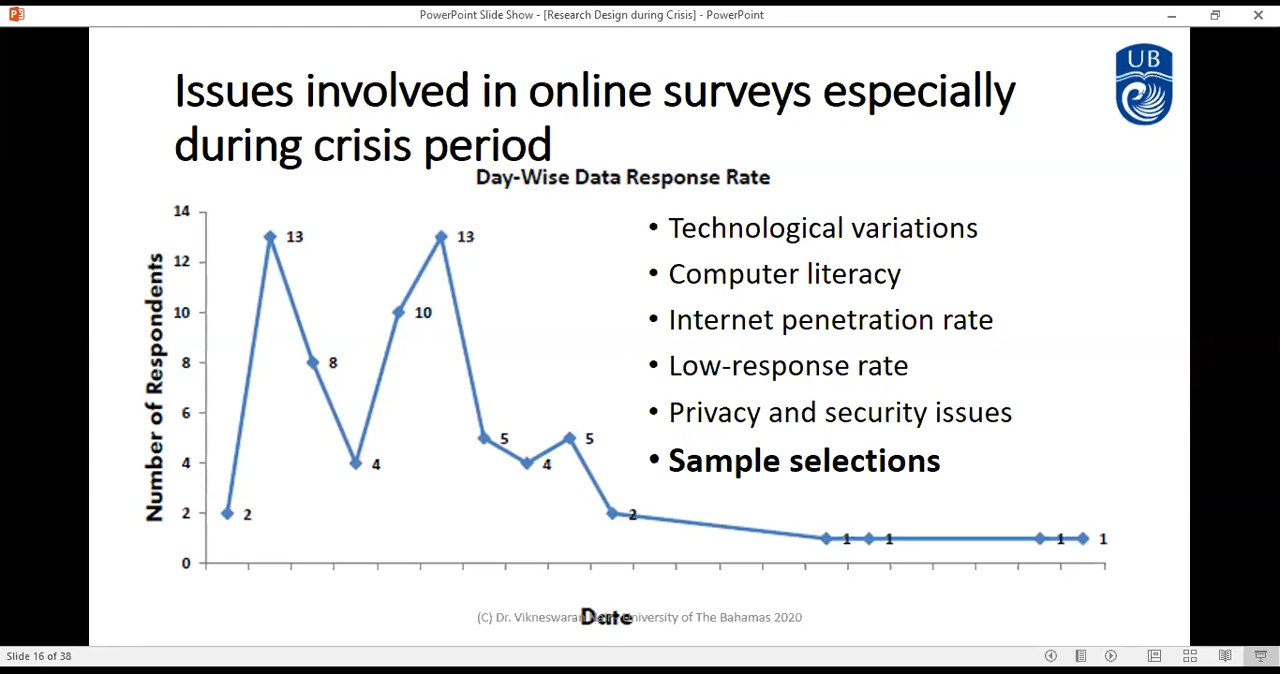 PowerPoint Slide Show - [Research Design during Crisis] - PowerPoint
UB
Issues involved in online surveys especially
during crisis period
Day-Wise Data Response Rate
• Technological variations
• Computer literacy
• Internet penetration rate
• Low-response rate
• Privacy and security issues
• Sample selections
Number of Respondents
14
12
10
8
6
4
2
0
2
13
8
4
10
13
5
4
5
2
1
1
1
1
Date
(C) Dr. Vikneswaran University of The Bahamas 2020
Slide 16 of 38